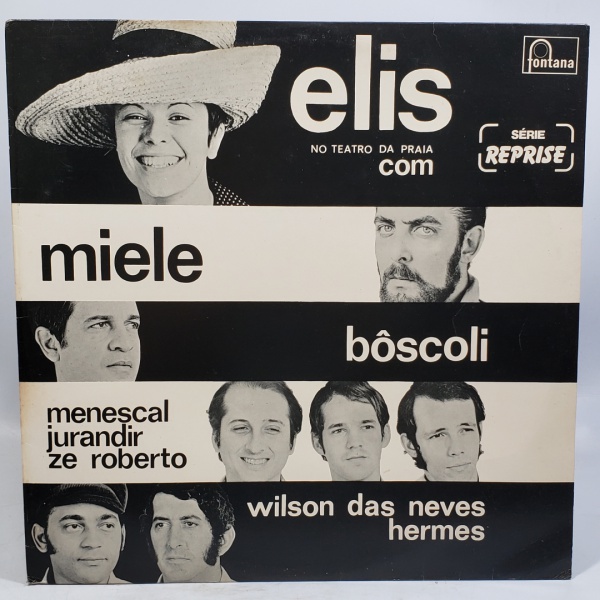 fontana
elis
NO TEATRO DA PRAIA
com
SÉRIE
REPRISE
miele
bôscoli
menescal
jurandir
ze roberto
wilson das neves
hermes